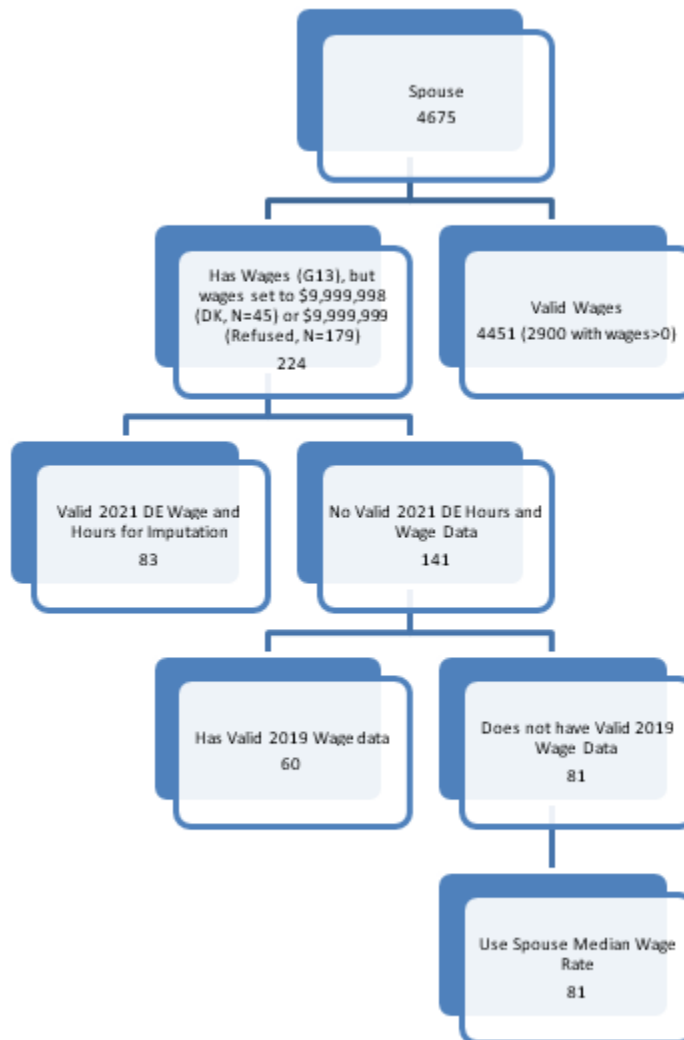 Spouse
4675
Has Wages (G13), but
wages set to $9,999,998
(DK, N=45) or $9,999,999
(Refused, N=179)
224
Valid Wages
4451 (2900 with wages>0)
Valid 2021 DE Wage and
Hours for Imputation
83
No Valid 2021 DE Hours and
Wage Data
141
Has Valid 2019 Wage data
60
Does not have Valid 2019
Wage Data
81
Use Spouse Median Wage
Rate
81